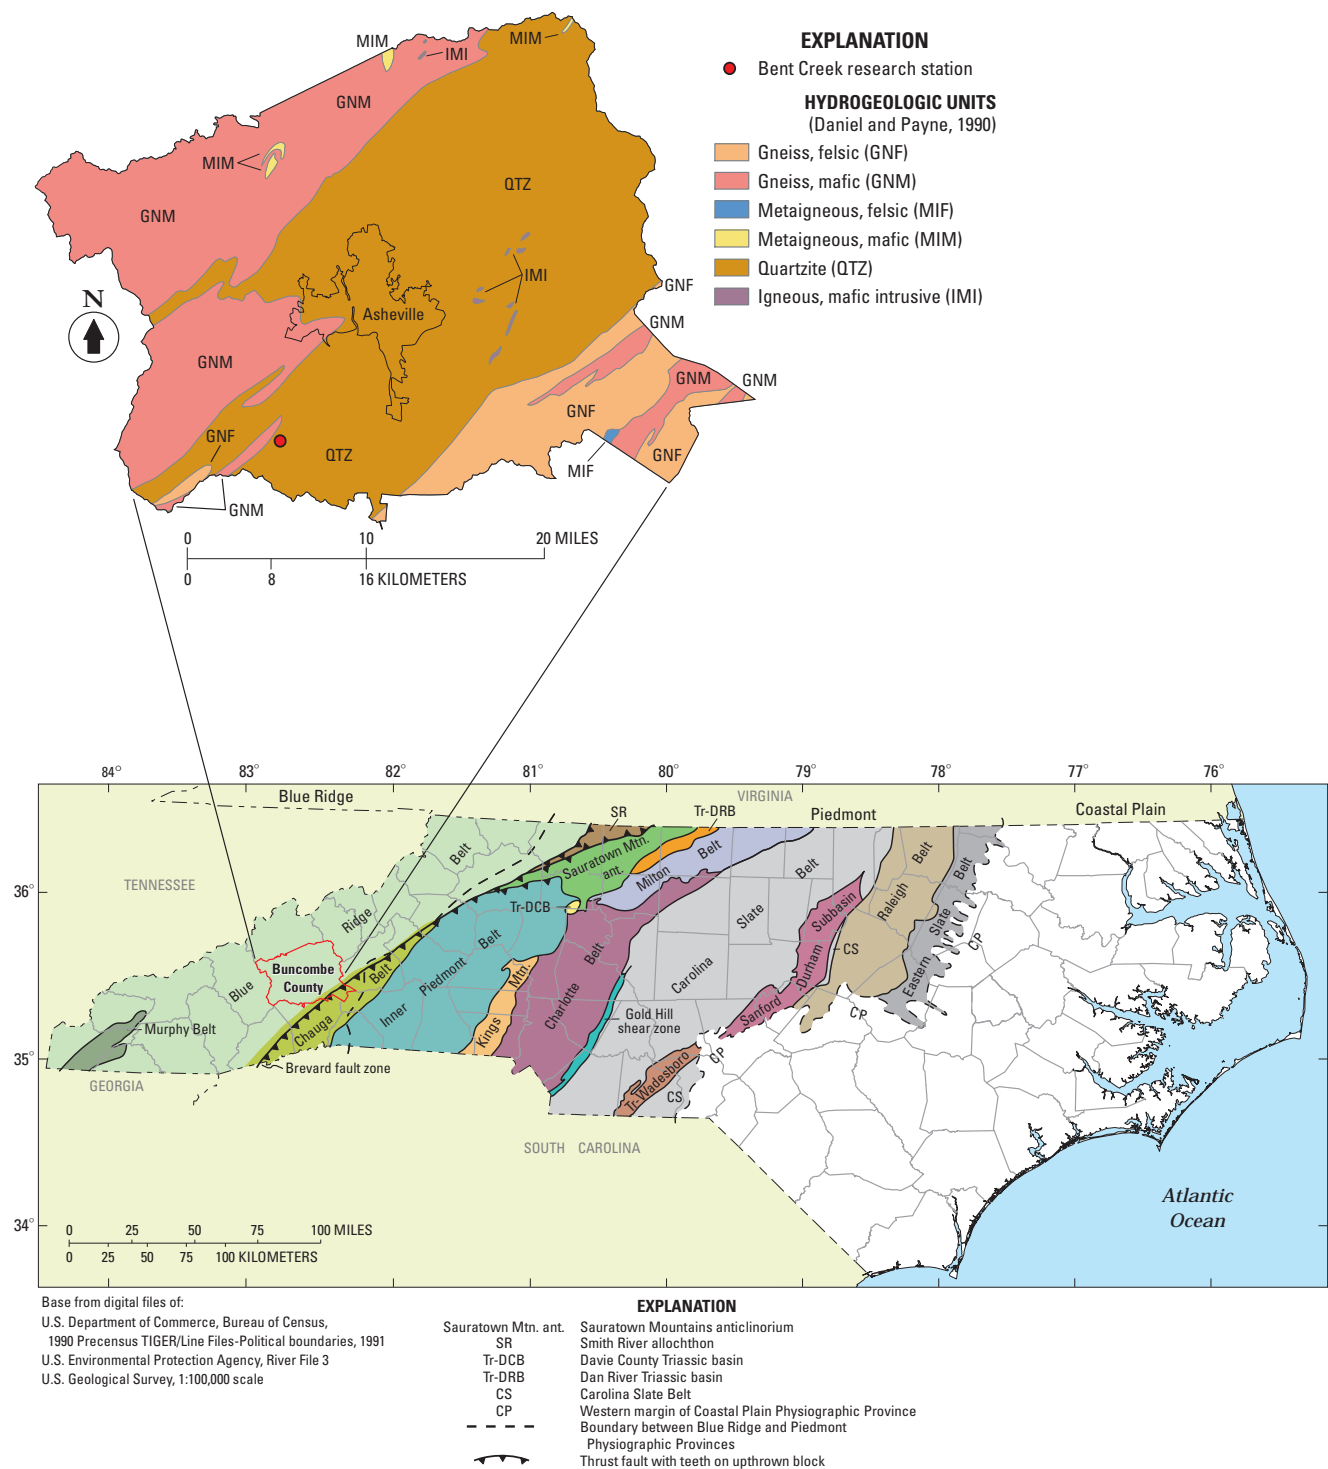 MIM
IMI
MIM
GNM
MIM
GNM
QTZ
IMI
GNF
GNM
Asheville
GNM
GNM
GNM
GNF
GNF
QTZ
GNF
MIF
GNM
N
0 10 20 MILES
0 8 16 KILOMETERS
EXPLANATION
Bent Creek research station
HYDROGEOLOGIC UNITS
(Daniel and Payne, 1990)
Gneiss, felsic (GNF)
Gneiss, mafic (GNM)
Metaigneous, felsic (MIF)
Metaigneous, mafic (MIM)
Quartzite (QTZ)
Igneous, mafic intrusive (IMI)
84° 83° 82° 81° 80° 79° 78° 77° 76°
Blue Ridge
VIRGINIA
Piedmont
Coastal Plain
SR
Tr-DRB
TENNESSEE
36°
35°
34°
Blue Ridge Belt
Sauratown Mtn.
ant.
Milton Belt
Tr-DCB
Buncombe
County
Murphy Belt
GEORGIA
Chauga Belt
Brevard fault zone
Inner Piedmont Belt
Kings Mtn.
Charlotte Belt
Gold Hill
shear zone
Carolina Slate Belt
Sanford
Durham
Subbasin
CS
Raleigh Belt
Eastern Slate Belt
CP
CP
CP
Tr-Wadesboro
CS
SOUTH CAROLINA
Atlantic
Ocean
0 25 50 75 100 MILES
0 25 50 75 100 KILOMETERS
Base from digital files of:
U.S. Department of Commerce, Bureau of Census,
1990 Precensus TIGER/Line Files-Political boundaries, 1991
U.S. Environmental Protection Agency, River File 3
U.S. Geological Survey, 1:100,000 scale
EXPLANATION
Sauratown Mtn. ant. Sauratown Mountains anticlinorium
SR Smith River allochthon
Tr-DCB Davie County Triassic basin
Tr-DRB Dan River Triassic basin
CS Carolina Slate Belt
CP Western margin of Coastal Plain Physiographic Province
Boundary between Blue Ridge and Piedmont
Physiographic Provinces
Thrust fault with teeth on upthrown block